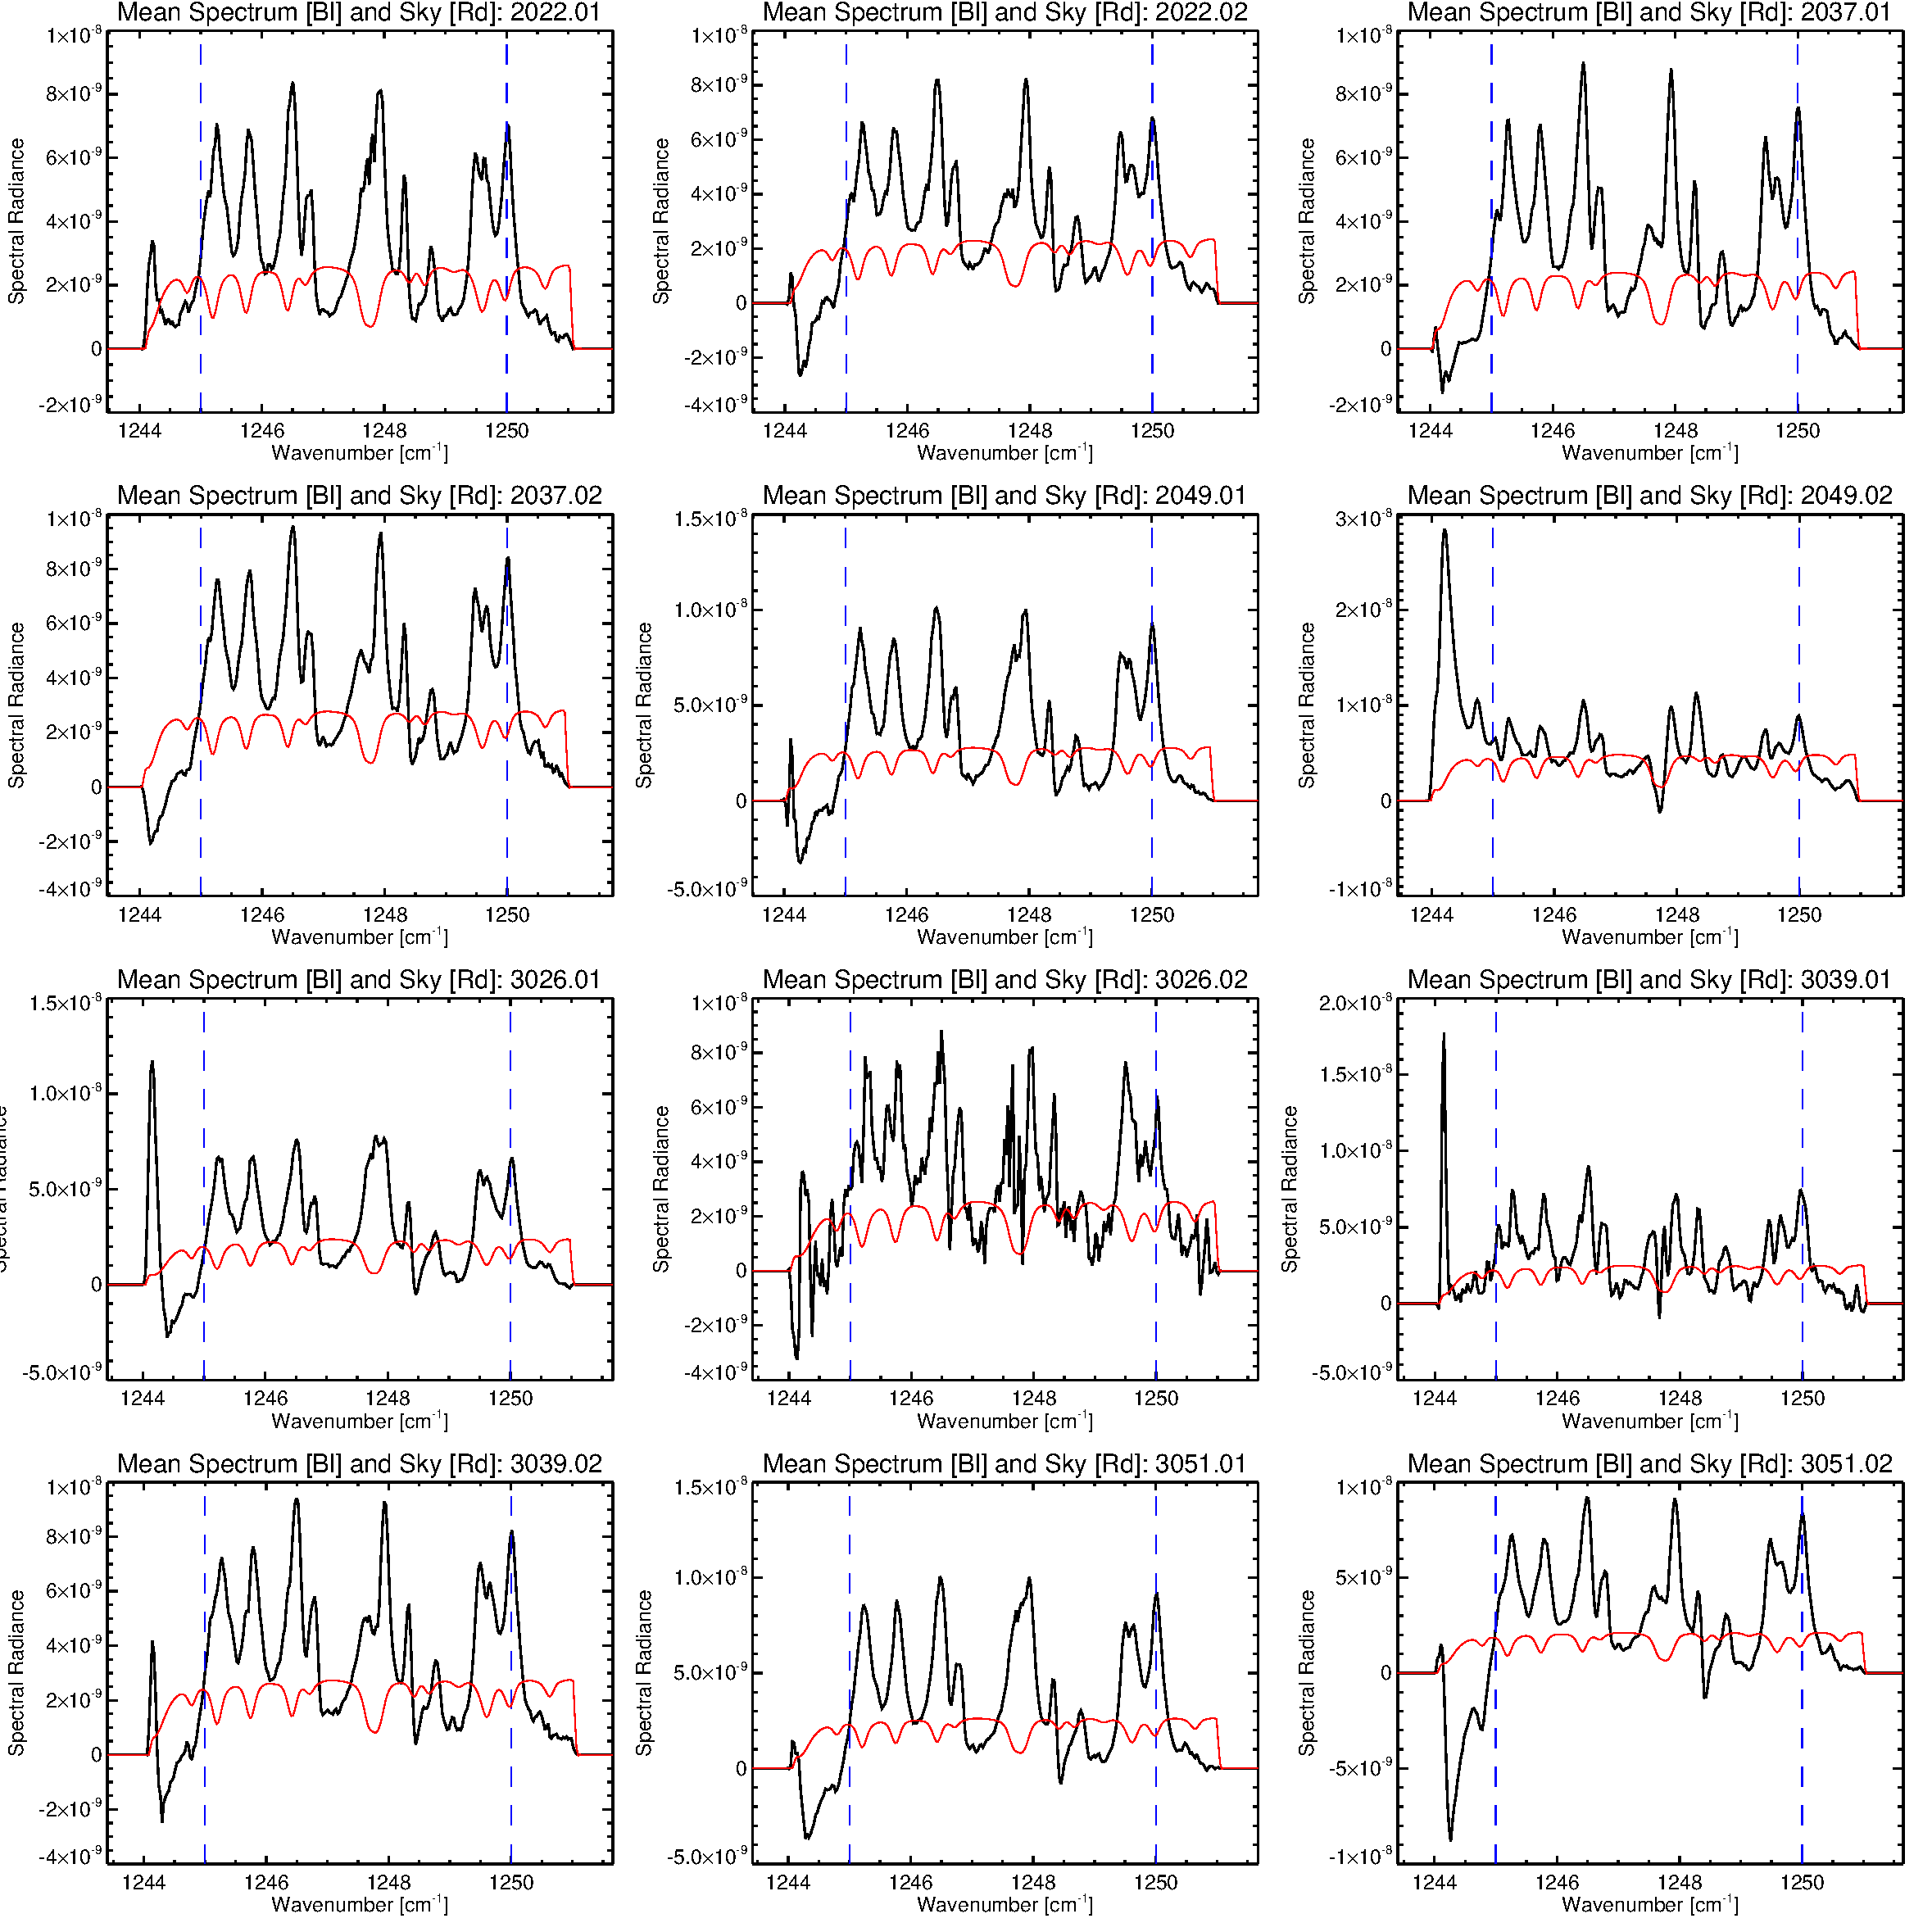 Mean Spectrum [Bl] and Sky [Rd]: 2022.01
1×10-8
8×10-9
6×10-9
4×10-9
2×10-9
0
-2×10-9
Spectral Radiance
1244 1246 1248 1250
Wavenumber [cm-1]
Mean Spectrum [Bl] and Sky [Rd]: 2022.02
1×10-8
8×10-9
6×10-9
4×10-9
2×10-9
0
-2×10-9
-4×10-9
Spectral Radiance
1244 1246 1248 1250
Wavenumber [cm-1]
Mean Spectrum [Bl] and Sky [Rd]: 2037.01
1×10-8
8×10-9
6×10-9
4×10-9
2×10-9
0
-2×10-9
Spectral Radiance
1244 1246 1248 1250
Wavenumber [cm-1]
Mean Spectrum [Bl] and Sky [Rd]: 2037.02
1×10-8
8×10-9
6×10-9
4×10-9
2×10-9
0
-2×10-9
-4×10-9
Spectral Radiance
1244 1246 1248 1250
Wavenumber [cm-1]
Mean Spectrum [Bl] and Sky [Rd]: 2049.01
1.5×10-8
1.0×10-8
5.0×10-9
0
-5.0×10-9
Spectral Radiance
1244 1246 1248 1250
Wavenumber [cm-1]
Mean Spectrum [Bl] and Sky [Rd]: 2049.02
3×10-8
2×10-8
1×10-8
0
-1×10-8
Spectral Radiance
1244 1246 1248 1250
Wavenumber [cm-1]
Mean Spectrum [Bl] and Sky [Rd]: 3026.01
1.5×10-8
1.0×10-8
5.0×10-9
0
-5.0×10-9
Spectral Radiance
1244 1246 1248 1250
Wavenumber [cm-1]
Mean Spectrum [Bl] and Sky [Rd]: 3026.02
1×10-8
8×10-9
6×10-9
4×10-9
2×10-9
0
-2×10-9
-4×10-9
Spectral Radiance
1244 1246 1248 1250
Wavenumber [cm-1]
Mean Spectrum [Bl] and Sky [Rd]: 3039.01
2.0×10-8
1.5×10-8
1.0×10-8
5.0×10-9
0
-5.0×10-9
Spectral Radiance
1244 1246 1248 1250
Wavenumber [cm-1]
Mean Spectrum [Bl] and Sky [Rd]: 3039.02
1×10-8
8×10-9
6×10-9
4×10-9
2×10-9
0
-2×10-9
-4×10-9
Spectral Radiance
1244 1246 1248 1250
Wavenumber [cm-1]
Mean Spectrum [Bl] and Sky [Rd]: 3051.01
1.5×10-8
1.0×10-8
5.0×10-9
0
-5.0×10-9
Spectral Radiance
1244 1246 1248 1250
Wavenumber [cm-1]
Mean Spectrum [Bl] and Sky [Rd]: 3051.02
1×10-8
5×10-9
0
-5×10-9
-1×10-8
Spectral Radiance
1244 1246 1248 1250
Wavenumber [cm-1]